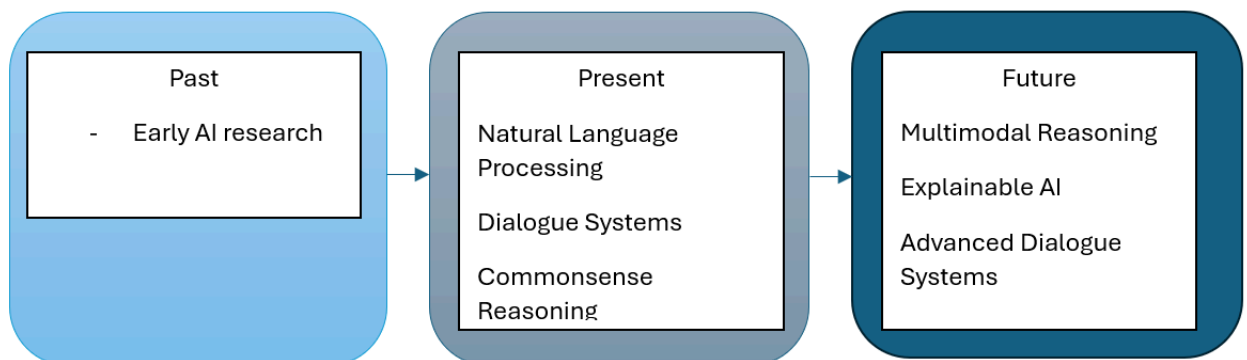 Past
- Early AI research
Present
Natural Language
Processing
Dialogue Systems
Commonsense
Reasoning
Future
Multimodal Reasoning
Explainable AI
Advanced Dialogue
Systems